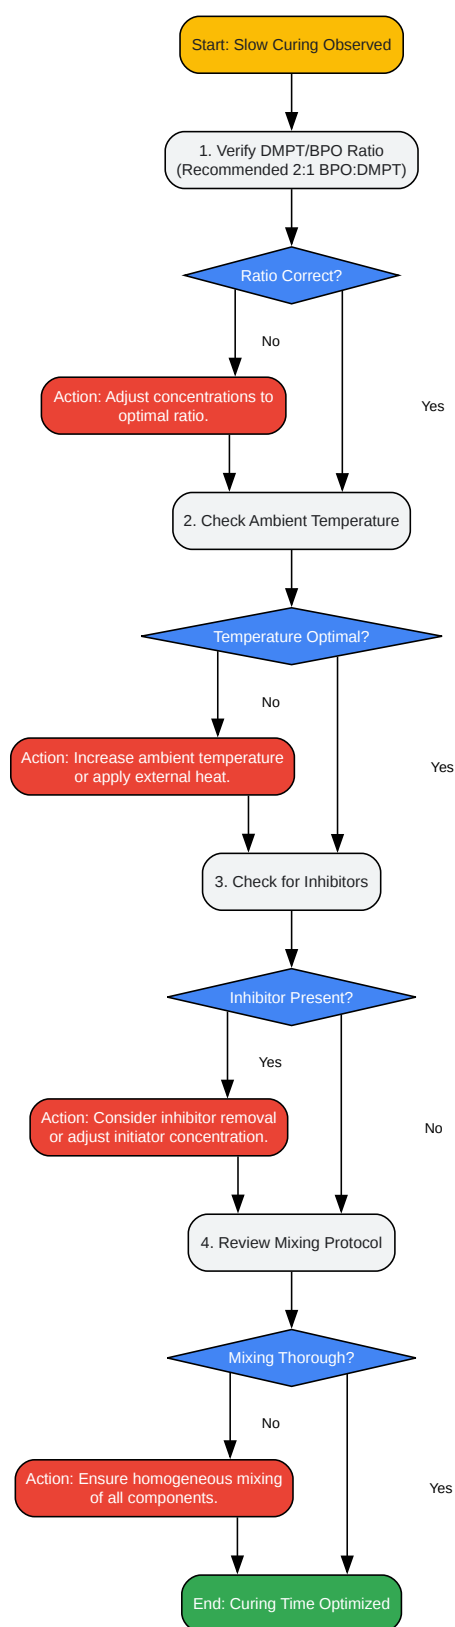 Start: Slow Curing Observed
1. Verify DMPT/BPO Ratio
(Recommended 2:1 BPO:DMPT)
Ratio Correct?
No
Action: Adjust concentrations to
optimal ratio.
Yes
2. Check Ambient Temperature
Temperature Optimal?
No
Action: Increase ambient temperature
or apply external heat.
Yes
3. Check for Inhibitors
Inhibitor Present?
Yes
Action: Consider inhibitor removal
or adjust initiator concentration.
No
4. Review Mixing Protocol
Mixing Thorough?
No
Action: Ensure homogeneous mixing
of all components.
Yes
End: Curing Time Optimized